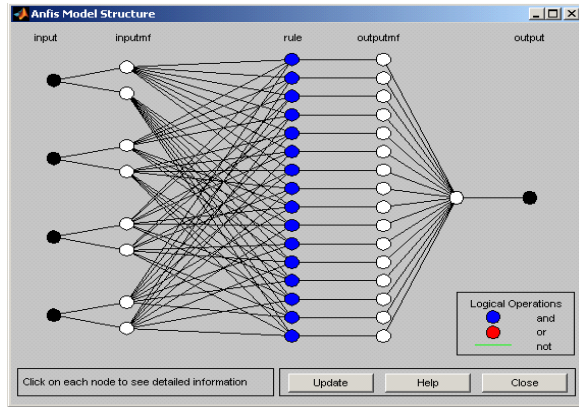 Anfis Model Structure
input inputmf rule outputmf output
Logical Operations
and
or
not
Click on each node to see detailed information
Update Help Close